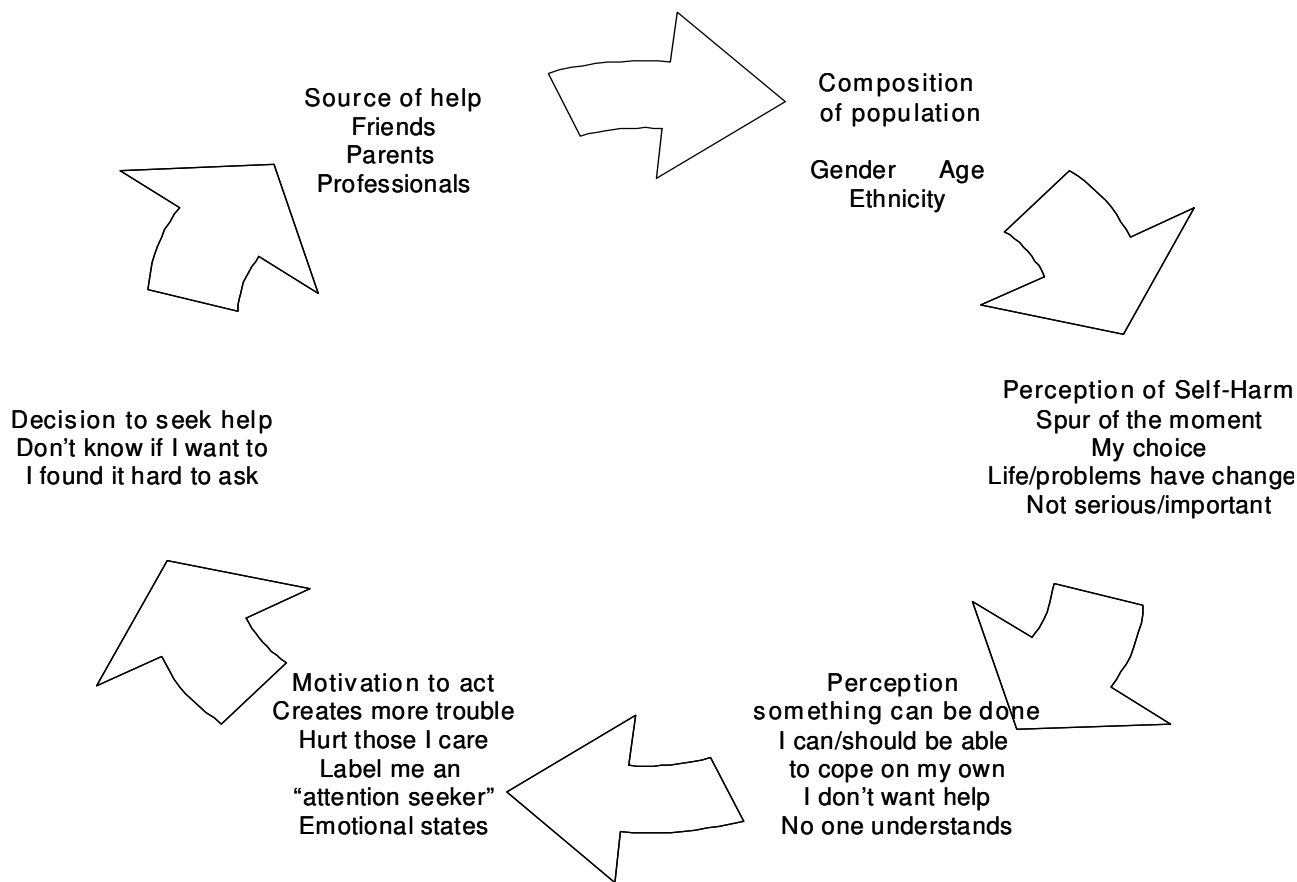 Source of help
Friends
Parents
Professionals
Composition
of population
Gender Age
Ethnicity
Perception of Self-Harm
Spur of the moment
My choice
Life/problems have change
Not serious/important
Perception
something can be done
I can/should be able
to cope on my own
I don't want help
No one understands
Motivation to act
Creates more trouble
Hurt those I care
Label me an
“attention seeker”
Emotional states
Decision to seek help
Don't know if I want to
I found it hard to ask